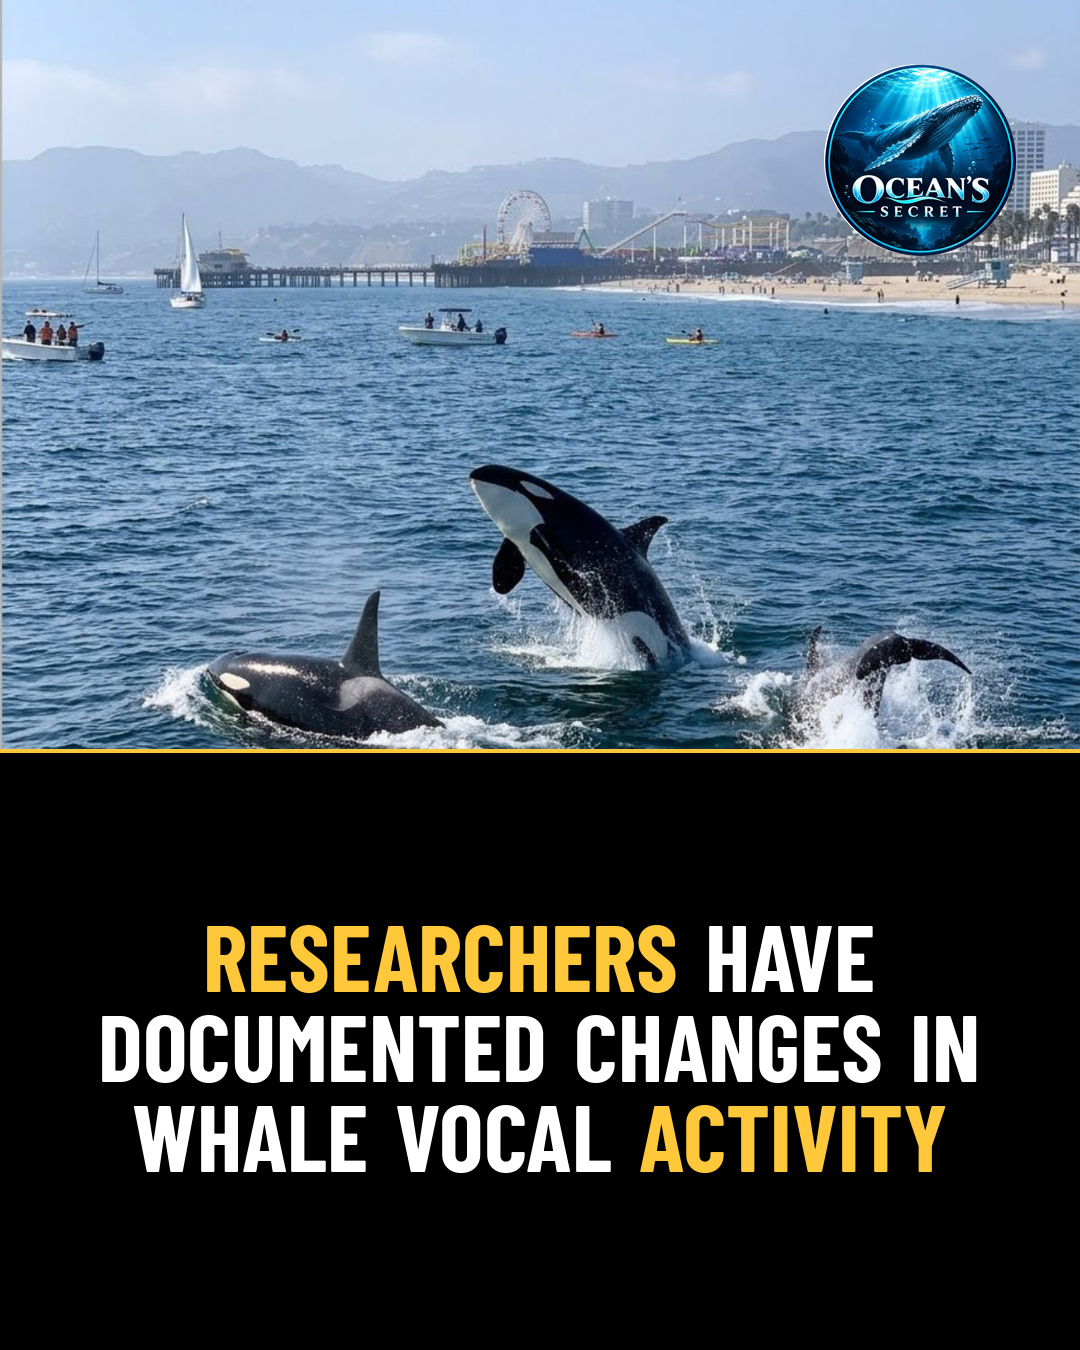 OCEAN'S
SECRET
RESEARCHERS HAVE
DOCUMENTED CHANGES IN
WHALE VOCAL ACTIVITY